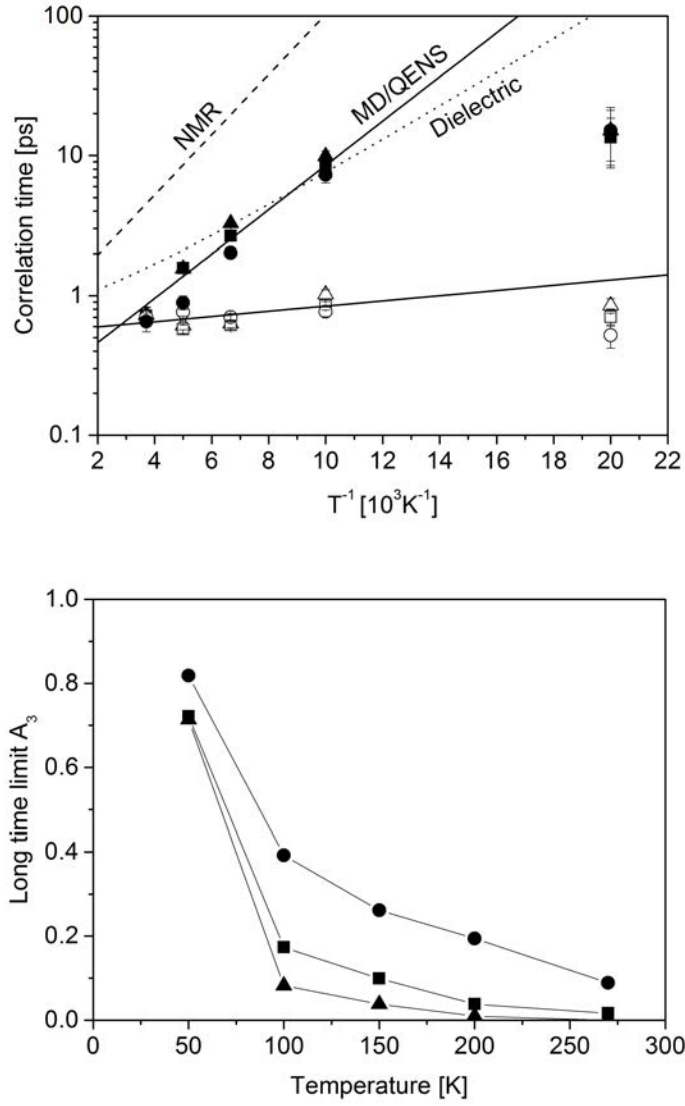 100
10
1
0.1
Correlation time [ps]
NMR
MD/QENS
Dielectric
2 4 6 8 10 12 14 16 18 20 22
T⁻¹ [10³K⁻¹]
1.0
0.8
0.6
0.4
0.2
0.0
Long time limit A₃
0 50 100 150 200 250 300
Temperature [K]